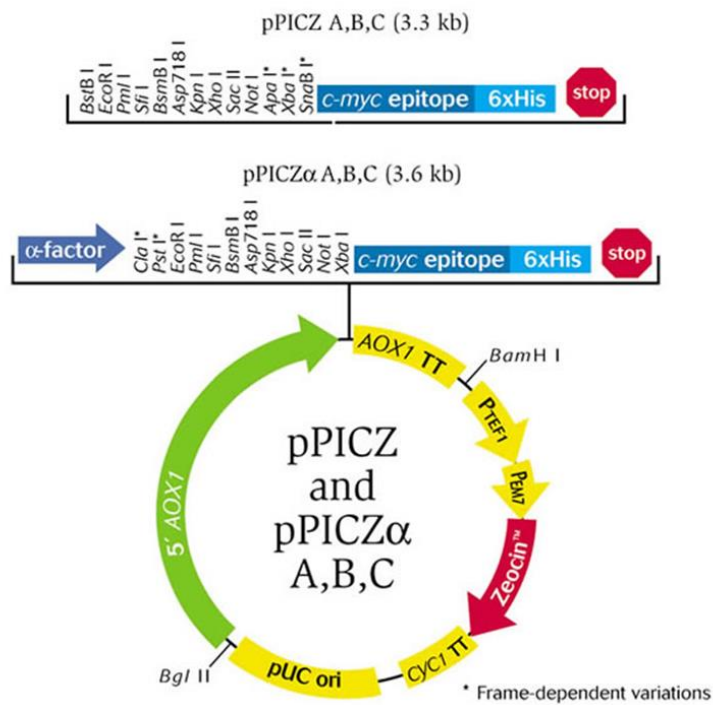 pPICZ A,B,C (3.3 kb)
BstB I
EcoR I
Pml I
Sfi I
BsmB I
Asp718 I
Kpn I
Xho I
Sac II
Not I
Apa I*
Xba I*
SnaB I*
c-myc epitope
6xHis
stop
pPICZα A,B,C (3.6 kb)
α-factor
Cla I*
Pst I*
EcoR I
Pml I
Sfi I
BsmB I
Asp718 I
Kpn I
Xho I
Sac II
Not I
Xba I
c-myc epitope
6xHis
stop
AOX1 TT
BamH I
PTEF1
PEM7
Zeocin™
CYC1 TT
pUC ori
Bgl II
5′ AOX1
pPICZ
and
pPICZα
A,B,C
* Frame-dependent variations